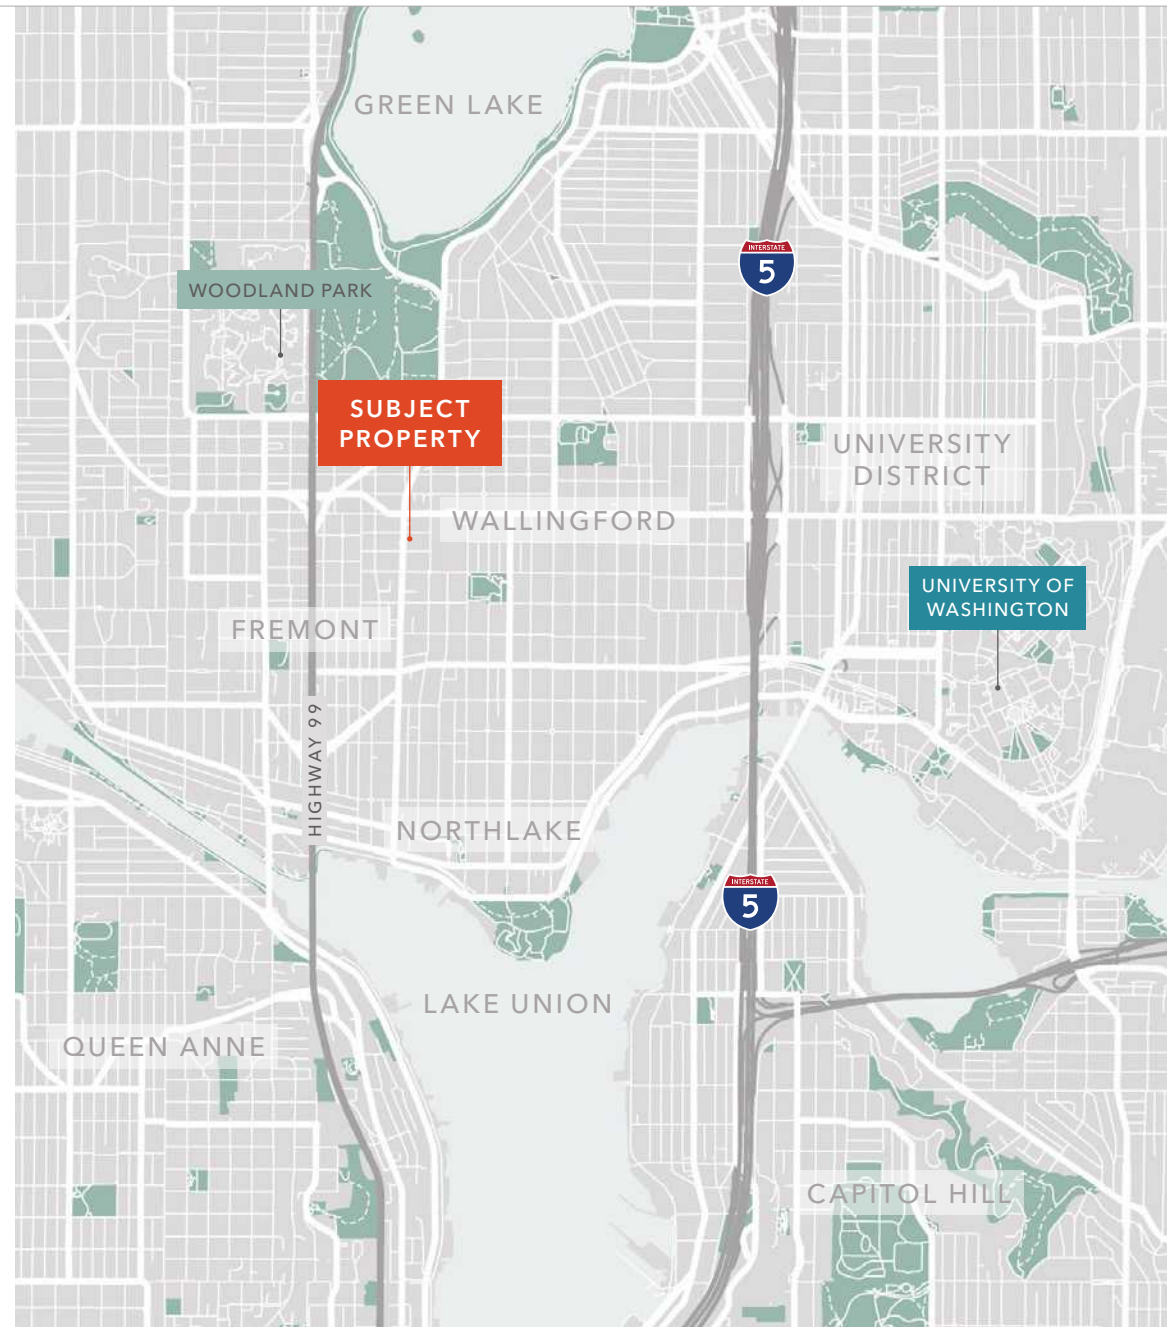 GREEN LAKE
INTERSTATE
5
WOODLAND PARK
SUBJECT
PROPERTY
UNIVERSITY
DISTRICT
WALLINGFORD
UNIVERSITY OF
WASHINGTON
FREMONT
HIGHWAY 99
NORTHLAKE
INTERSTATE
5
LAKE UNION
QUEEN ANNE
CAPITOL HILL